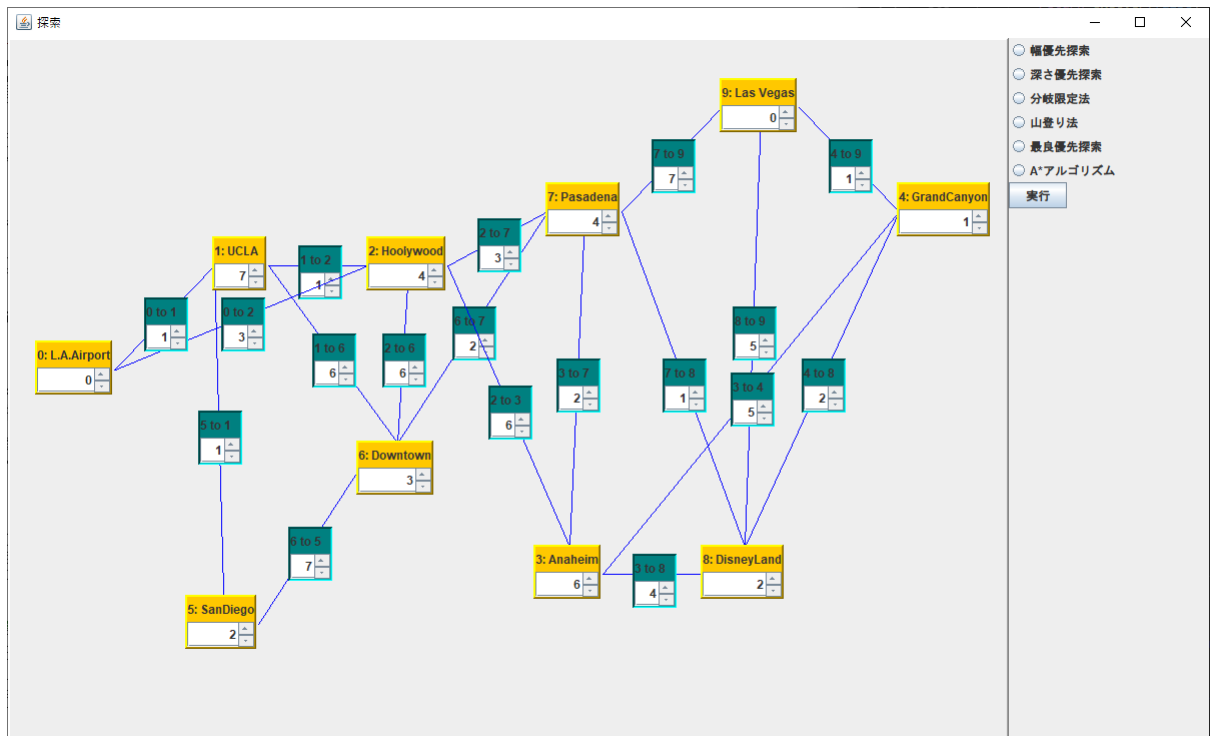 探索
幅優先探索
深さ優先探索
分岐限定法
山登り法
最良優先探索
A*アルゴリズム
実行
9: Las Vegas
0
7 to 9
7
4 to 9
1
7: Pasadena
4
4: GrandCanyon
1
2 to 7
3
1: UCLA
7
1 to 2
1
2: Hoolywood
4
0 to 1
1
0 to 2
3
6 to 7
2
8 to 9
5
0: L.A.Airport
0
1 to 6
6
2 to 6
6
3 to 7
2
7 to 8
1
3 to 4
5
4 to 8
2
2 to 3
6
5 to 1
1
6: Downtown
3
6 to 5
7
3: Anaheim
6
3 to 8
4
8: DisneyLand
2
5: SanDiego
2